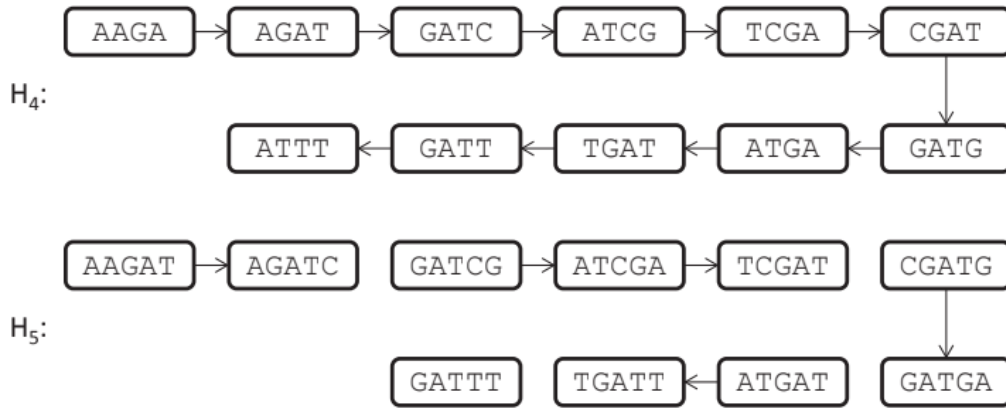 AAGA AGAT GATC ATCG TCGA CGAT
H₄:
ATTT GATT TGAT ATGA GATG
AAGAT AGATC GATCG ATCGA TCGAT CGATG
H₅:
GATTT TGATT ATGAT GATGA